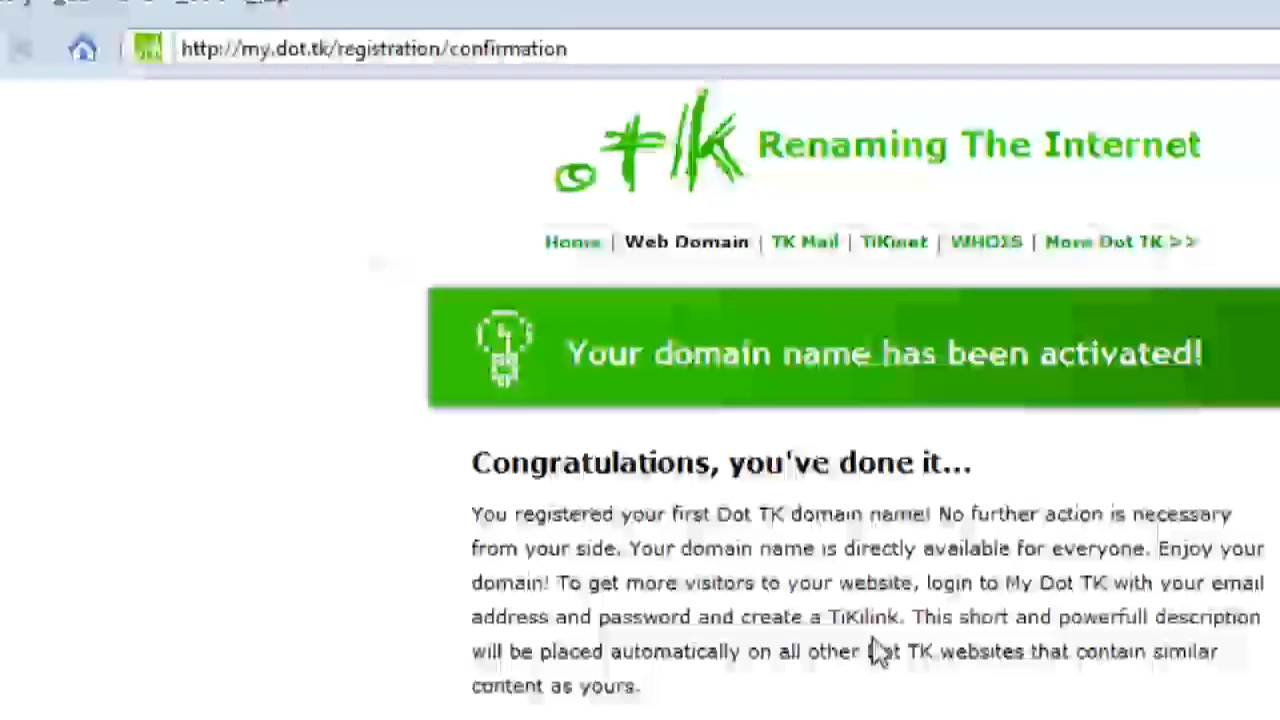 http://my.dot.tk/registration/confirmation
.tk Renaming The Internet
Home | Web Domain | TK Mail | TiKinet | WHOIS | More Dot TK >>
Your domain name has been activated!
Congratulations, you've done it...
You registered your first Dot TK domain name! No further action is necessary
from your side. Your domain name is directly available for everyone. Enjoy your
domain! To get more visitors to your website, login to My Dot TK with your email
address and password and create a TiKilink. This short and powerfull description
will be placed automatically on all other Dot TK websites that contain similar
content as yours.